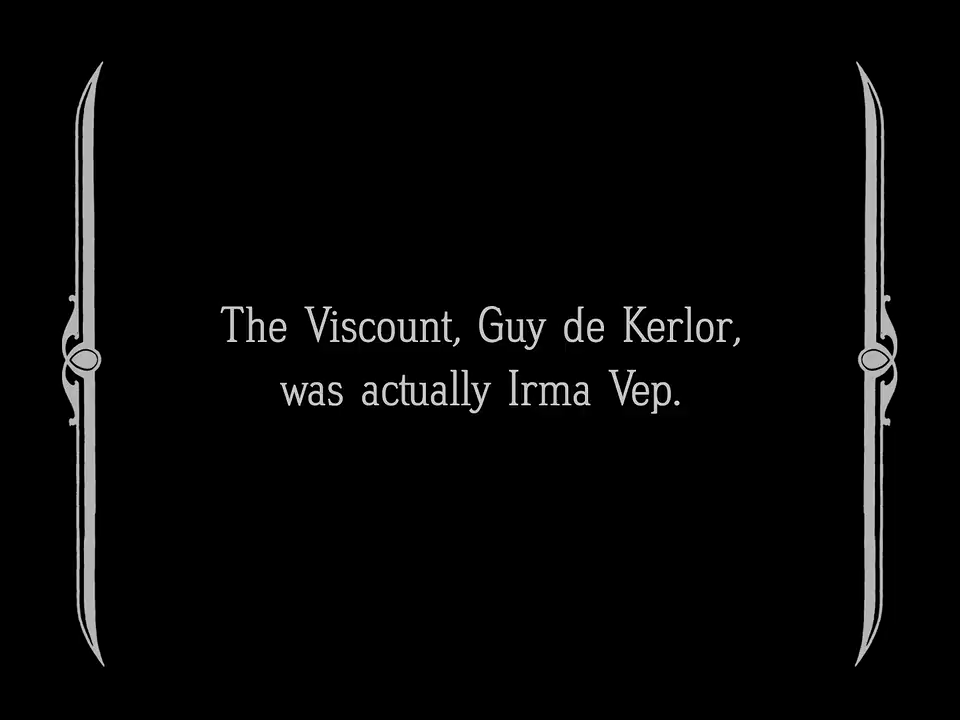 The Viscount, Guy de Kerlor,
was actually Irma Vep.